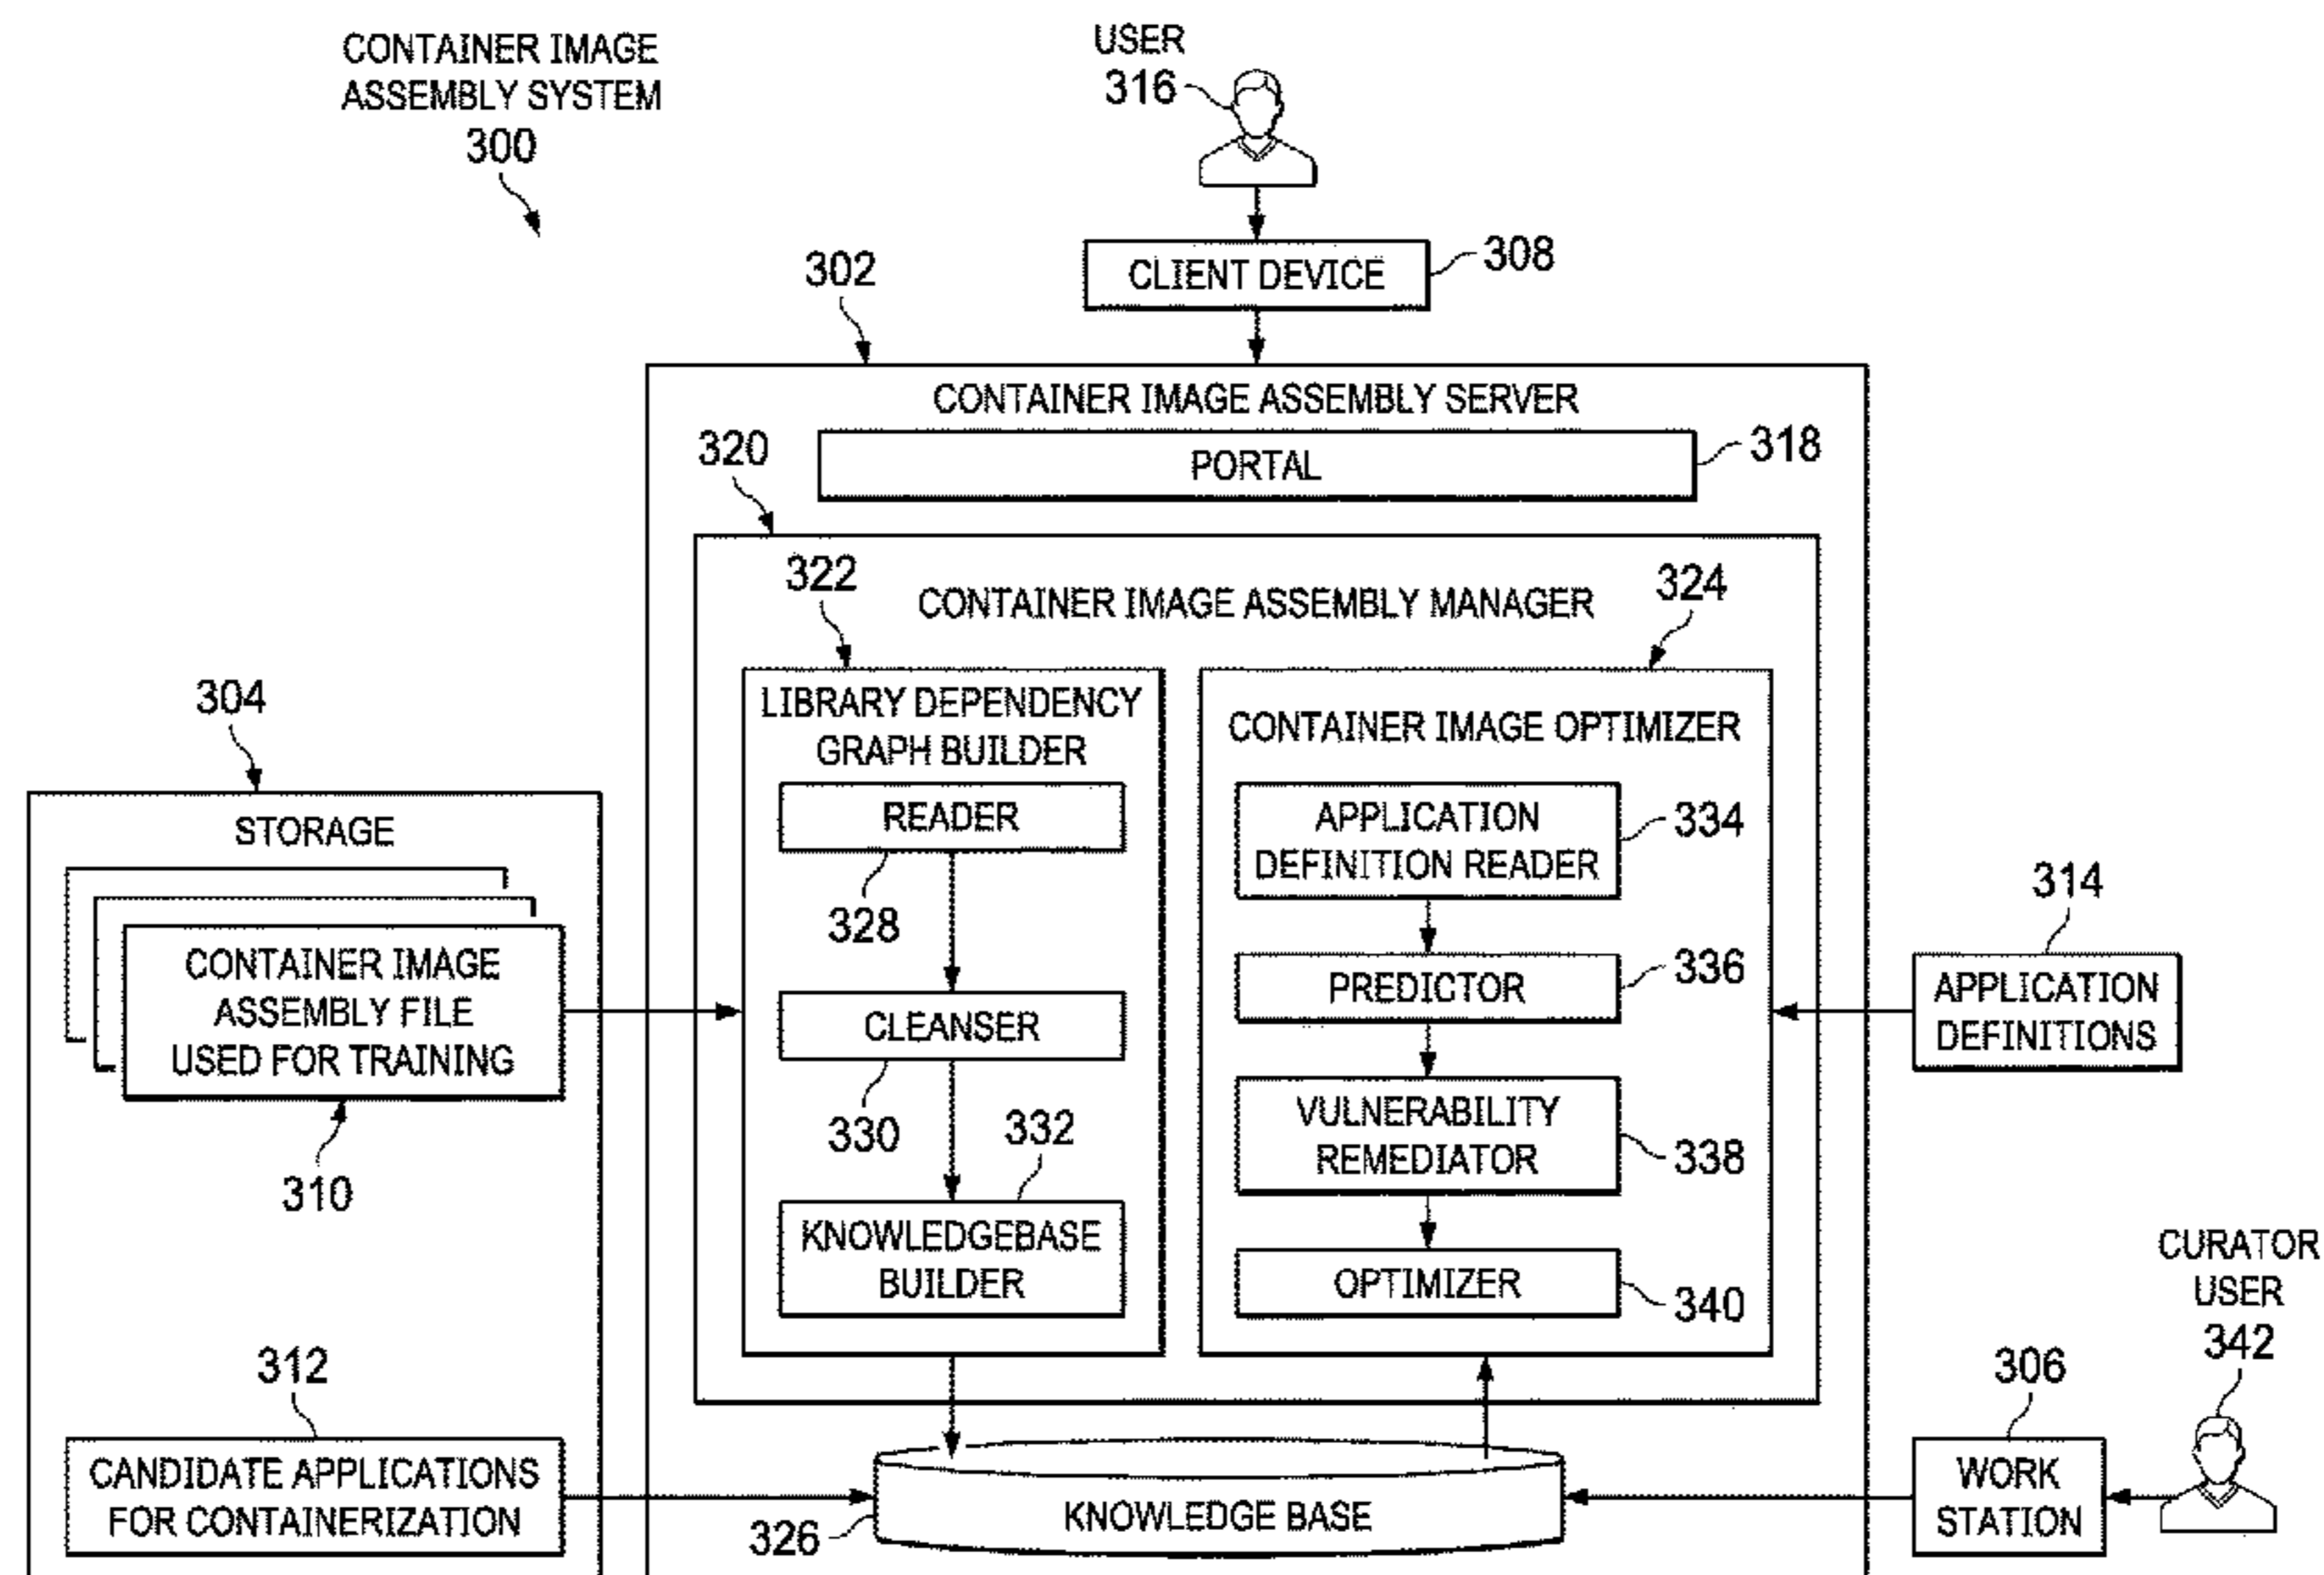 CONTAINER IMAGE
ASSEMBLY SYSTEM
300
USER
316
CLIENT DEVICE
308
302
CONTAINER IMAGE ASSEMBLY SERVER
PORTAL
318
320
CONTAINER IMAGE ASSEMBLY MANAGER
322
LIBRARY DEPENDENCY
GRAPH BUILDER
READER
328
CLEANSER
330
332
KNOWLEDGEBASE
BUILDER
324
CONTAINER IMAGE OPTIMIZER
APPLICATION
DEFINITION READER
334
PREDICTOR
336
VULNERABILITY
REMEDIATOR
338
OPTIMIZER
340
304
STORAGE
CONTAINER IMAGE
ASSEMBLY FILE
USED FOR TRAINING
310
312
CANDIDATE APPLICATIONS
FOR CONTAINERIZATION
326
KNOWLEDGE BASE
314
APPLICATION
DEFINITIONS
306
WORK
STATION
CURATOR
USER
342